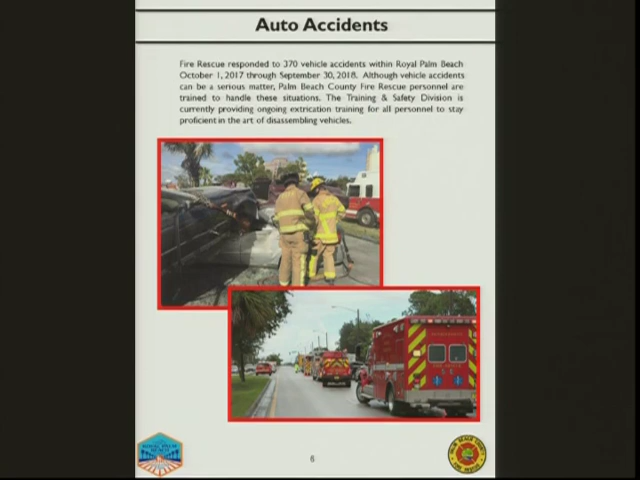 Auto Accidents
Fire Rescue responded to 370 vehicle accidents within Royal Palm Beach
October 1, 2017 through September 30, 2018. Although vehicle accidents
can be a serious matter, Palm Beach County Fire Rescue personnel are
trained to handle these situations. The Training & Safety Division is
currently providing ongoing extrication training for all personnel to stay
proficient in the art of disassembling vehicles.
6